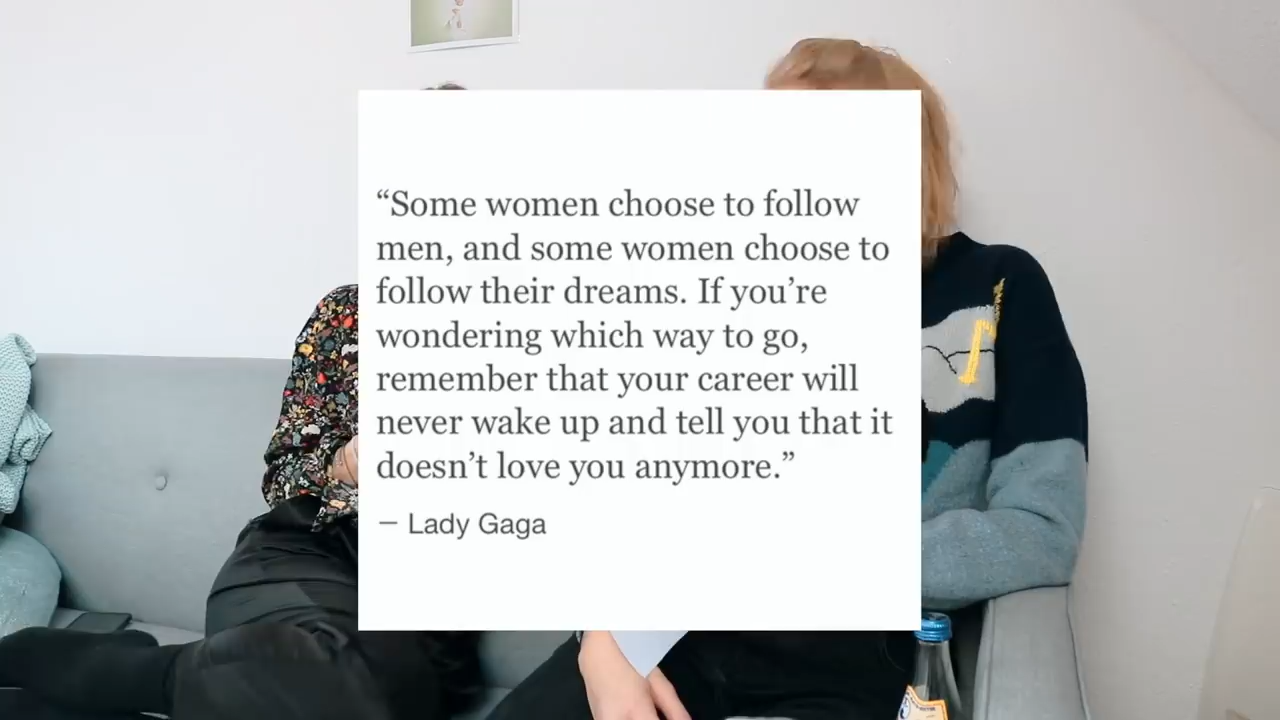 “Some women choose to follow
men, and some women choose to
follow their dreams. If you’re
wondering which way to go,
remember that your career will
never wake up and tell you that it
doesn’t love you anymore.”
— Lady Gaga